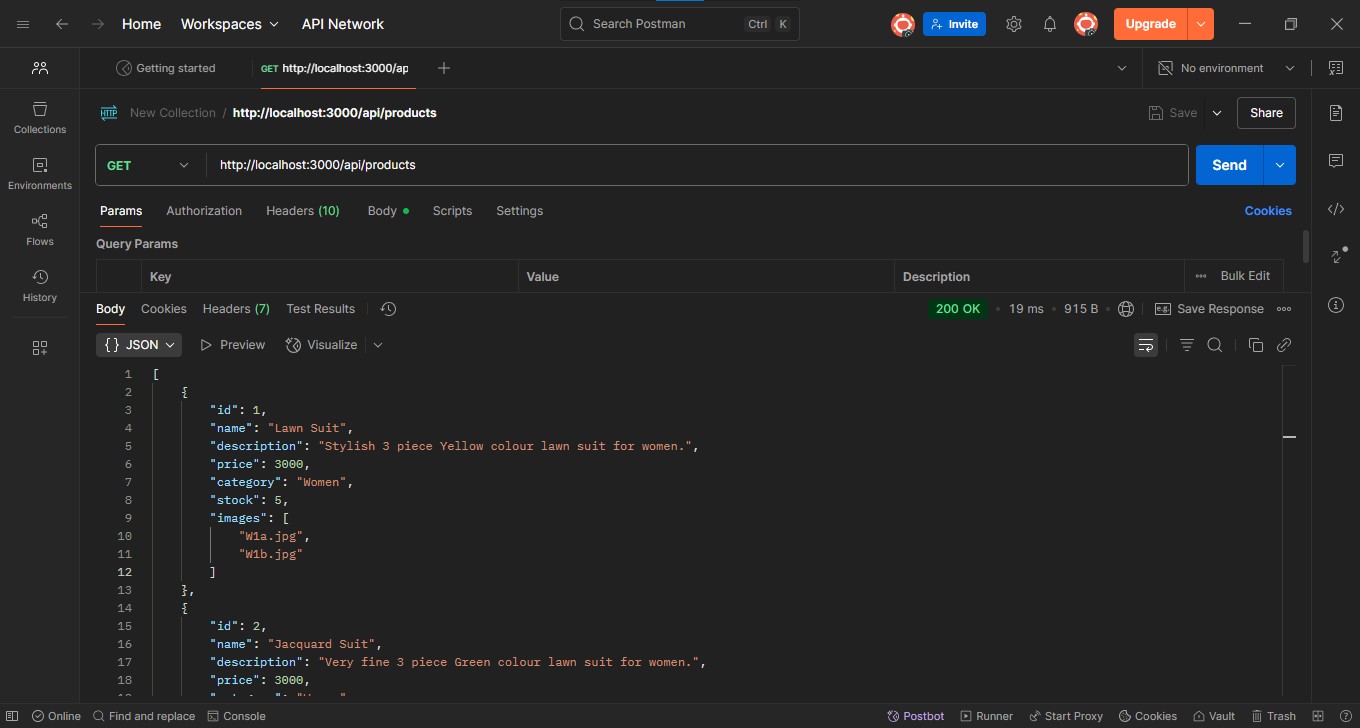 Home Workspaces API Network Search Postman Ctrl K Invite Upgrade
Getting started GET http://localhost:3000/ap No environment
HTTP New Collection / http://localhost:3000/api/products Save Share
GET http://localhost:3000/api/products Send
Collections
Environments
Flows
History
Params Authorization Headers (10) Body Scripts Settings Cookies
Query Params
Key Value Description Bulk Edit
Body Cookies Headers (7) Test Results 200 OK 19 ms 915 B e.g. Save Response
{} JSON Preview Visualize
1 [
2 {
3 "id": 1,
4 "name": "Lawn Suit",
5 "description": "Stylish 3 piece Yellow colour lawn suit for women.",
6 "price": 3000,
7 "category": "Women",
8 "stock": 5,
9 "images": [
10 "W1a.jpg",
11 "W1b.jpg"
12 ]
13 },
14 {
15 "id": 2,
16 "name": "Jacquard Suit",
17 "description": "Very fine 3 piece Green colour lawn suit for women.",
18 "price": 3000,
Online Find and replace Console Postbot Runner Start Proxy Cookies Vault Trash